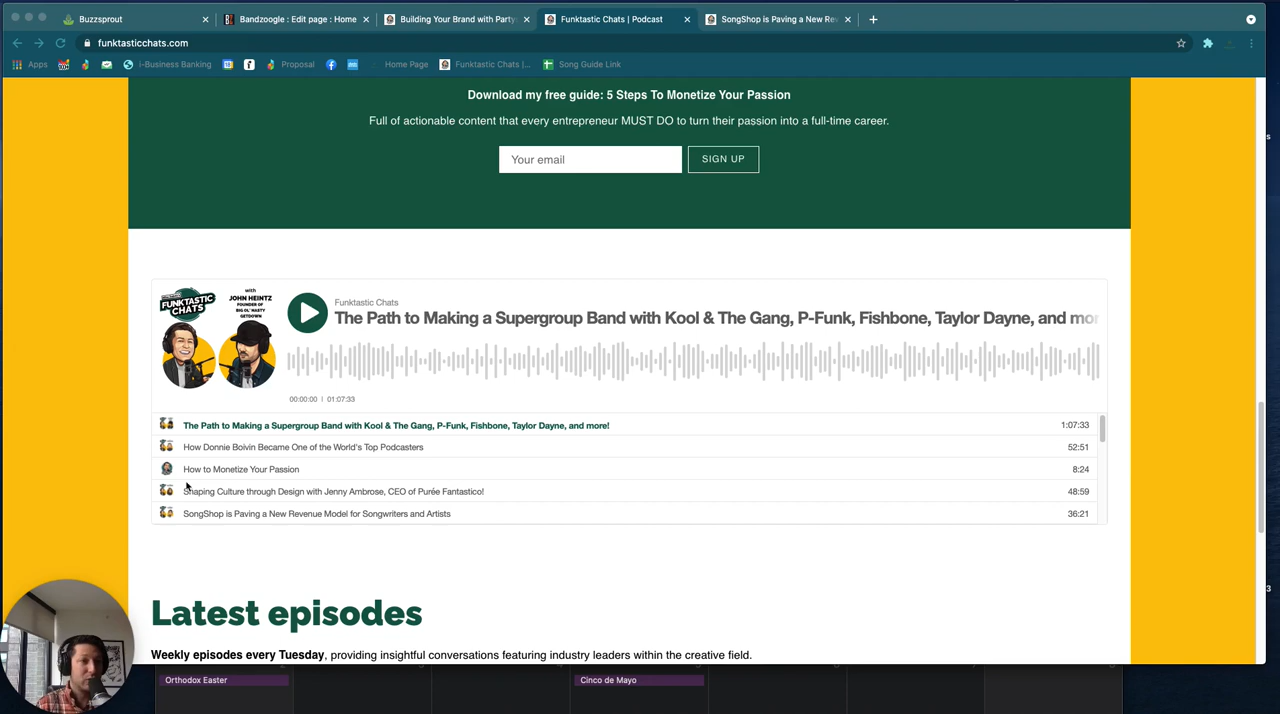 Buzzsprout
Bandzoogle : Edit page : Home
Building Your Brand with Party
Funktastic Chats | Podcast
SongShop is Paving a New Rev
funktasticchats.com
Apps
i-Business Banking
Proposal
Home Page
Funktastic Chats |...
Song Guide Link
Download my free guide: 5 Steps To Monetize Your Passion
Full of actionable content that every entrepreneur MUST DO to turn their passion into a full-time career.
Your email
SIGN UP
FUNKTASTIC
CHATS
with
JOHN HEINTZ
FOUNDER OF
BIG OL' NASTY
GETDOWN
Funktastic Chats
The Path to Making a Supergroup Band with Kool & The Gang, P-Funk, Fishbone, Taylor Dayne, and mor
00:00:00 | 01:07:33
The Path to Making a Supergroup Band with Kool & The Gang, P-Funk, Fishbone, Taylor Dayne, and more! 1:07:33
How Donnie Boivin Became One of the World's Top Podcasters 52:51
How to Monetize Your Passion 8:24
Shaping Culture through Design with Jenny Ambrose, CEO of Purée Fantastico! 48:59
SongShop is Paving a New Revenue Model for Songwriters and Artists 36:21
Latest episodes
Weekly episodes every Tuesday, providing insightful conversations featuring industry leaders within the creative field.
Orthodox Easter
Cinco de Mayo